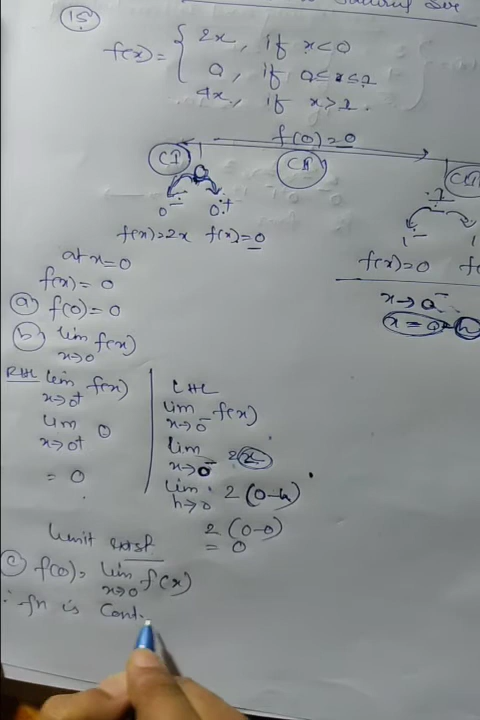 15
f(x) = { 2x, if x<0
0, if 0≤x≤1
4x, if x>1.
f(0)=0
0
0⁻ 0⁺
f(x)=2x f(x)=0
1
1⁻ 1
f(x)=0
x→a⁻
x = a-h
at x=0
f(x) = 0
(a) f(0)=0
(b) lim x→0 f(x)
RHL lim x→0⁺ f(x)
lim x→0⁺ 0
= 0
LHL
lim x→0⁻ f(x)
lim x→0⁻ 2x
lim h→0 2(0-h)
2(0-0)
= 0
limit exist
(c) f(0) = lim x→0 f(x)
∴ fn is Cont.